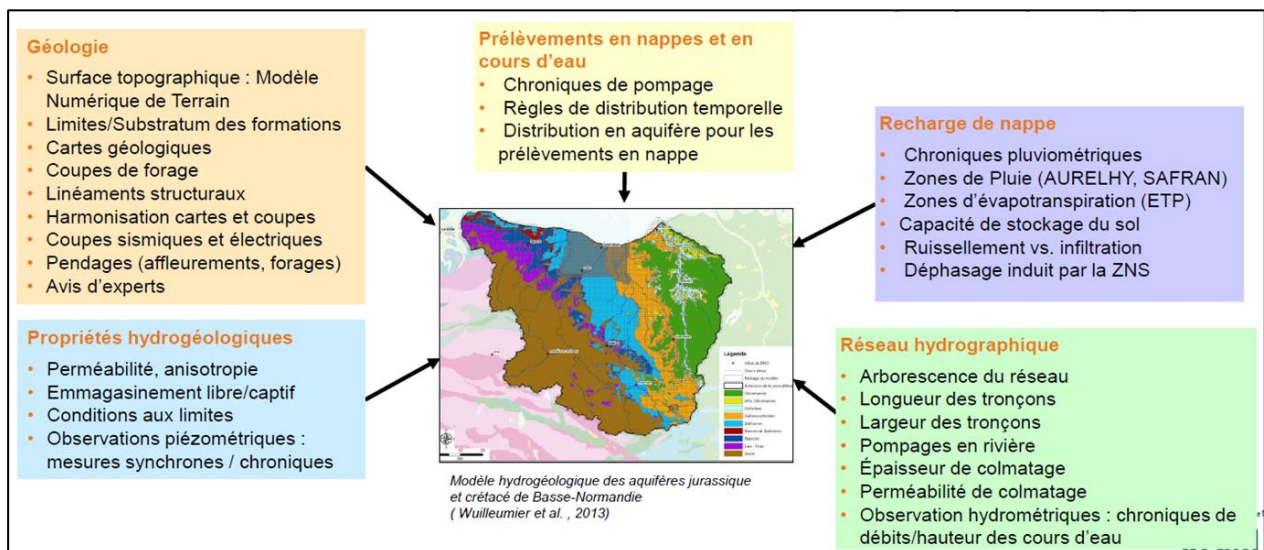 Géologie
• Surface topographique : Modèle
Numérique de Terrain
• Limites/Substratum des formations
• Cartes géologiques
• Coupes de forage
• Linéaments structuraux
• Harmonisation cartes et coupes
• Coupes sismiques et électriques
• Pendages (affleurements, forages)
• Avis d'experts
Propriétés hydrogéologiques
• Perméabilité, anisotropie
• Emmagasinement libre/captif
• Conditions aux limites
• Observations piézométriques :
mesures synchrones / chroniques
Prélèvements en nappes et en
cours d'eau
• Chroniques de pompage
• Règles de distribution temporelle
• Distribution en aquifère pour les
prélèvements en nappe
Légende
Modèle hydrogéologique des aquifères jurassique
et crétacé de Basse-Normandie
( Wuilleumier et al. , 2013)
Recharge de nappe
• Chroniques pluviométriques
• Zones de Pluie (AURELHY, SAFRAN)
• Zones d'évapotranspiration (ETP)
• Capacité de stockage du sol
• Ruissellement vs. infiltration
• Déphasage induit par la ZNS
Réseau hydrographique
• Arborescence du réseau
• Longueur des tronçons
• Largeur des tronçons
• Pompages en rivière
• Épaisseur de colmatage
• Perméabilité de colmatage
• Observation hydrométriques : chroniques de
débits/hauteur des cours d'eau